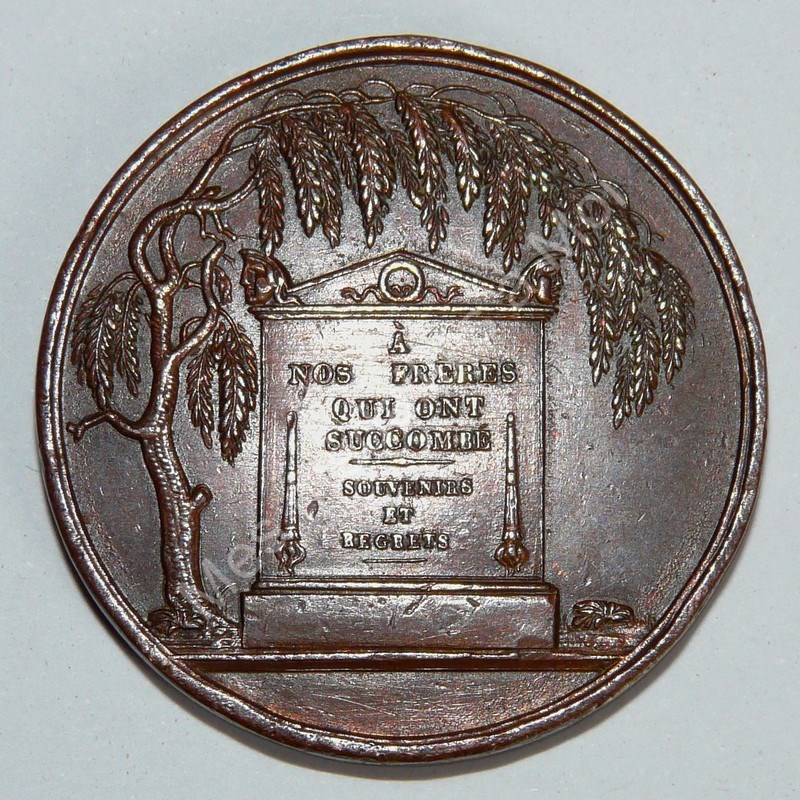 À
NOS FRÈRES
QUI ONT
SUCCOMBÉ
SOUVENIRS
ET
REGRETS